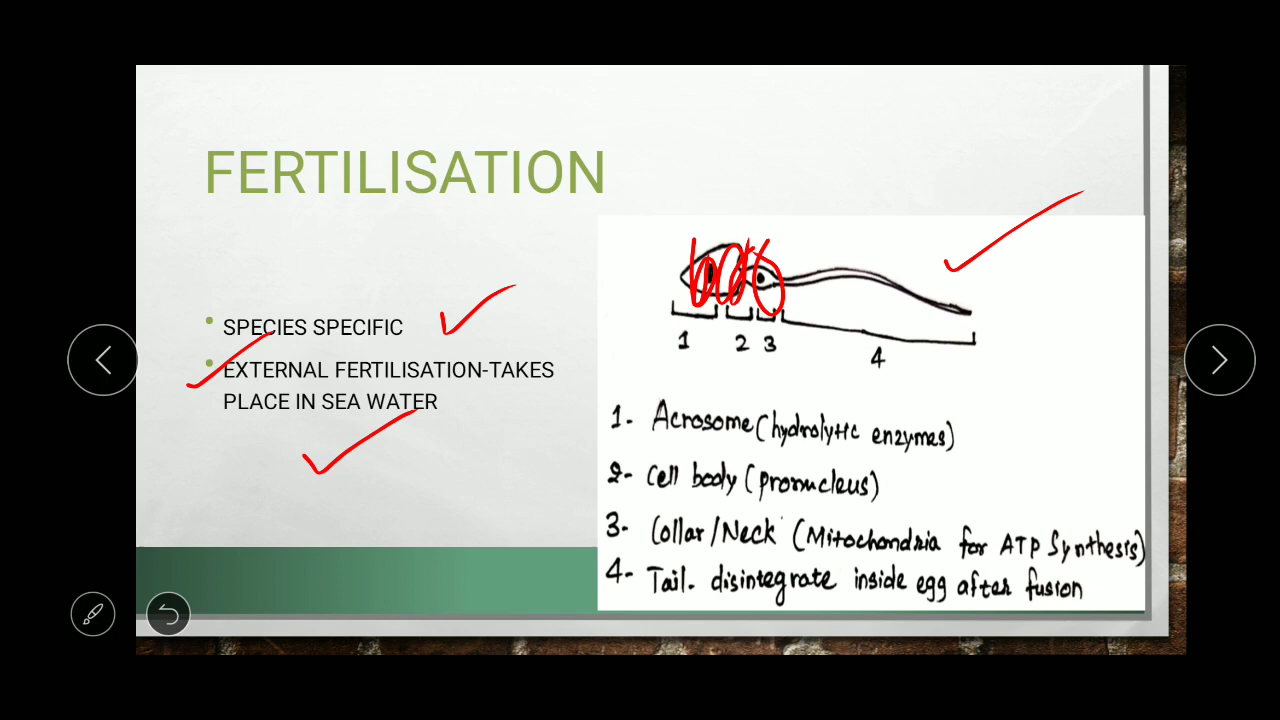 FERTILISATION
• SPECIES SPECIFIC
• EXTERNAL FERTILISATION-TAKES
PLACE IN SEA WATER
1 2 3 4
1- Acrosome (hydrolytic enzymes)
2- Cell body (pronucleus)
3- Collar/Neck (Mitochondria for ATP Synthesis)
4- Tail- disintegrate inside egg after fusion